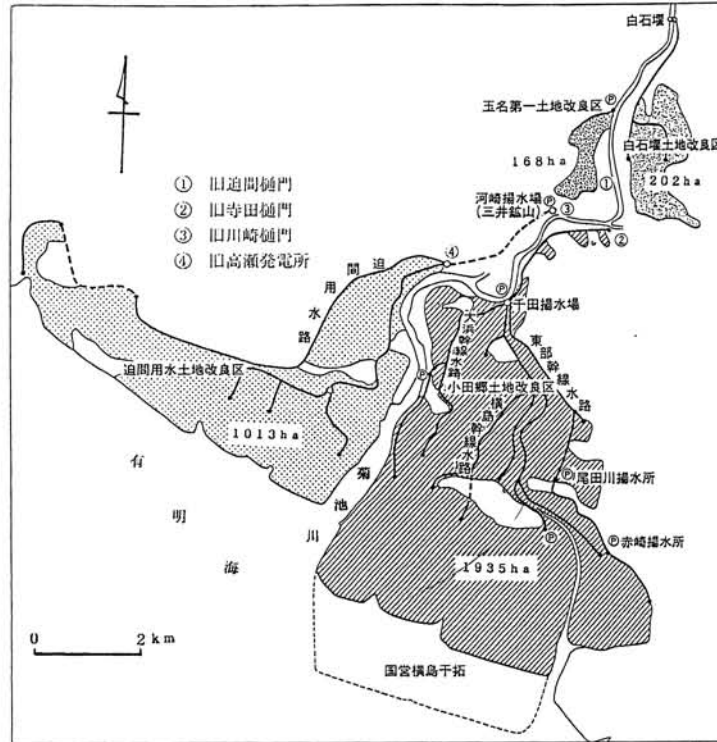 白石堰
Ⓟ
玉名第一土地改良区
白石堰土地改良区
168ha
202ha
① 旧迫間樋門
② 旧寺田樋門
③ 旧川崎樋門
④ 旧高瀬発電所
河崎揚水場
(三井鉱山)
Ⓟ
①
③
②
④
迫間用水路
Ⓟ
千田揚水場
大浜幹線水路
東部幹線水路
迫間用水土地改良区
Ⓟ
小田郷土地改良区
横島幹線水路
1013ha
菊池川
有明海
Ⓟ尾田川揚水所
Ⓟ赤崎揚水所
Ⓟ
1935ha
0 2km
国営横島干拓